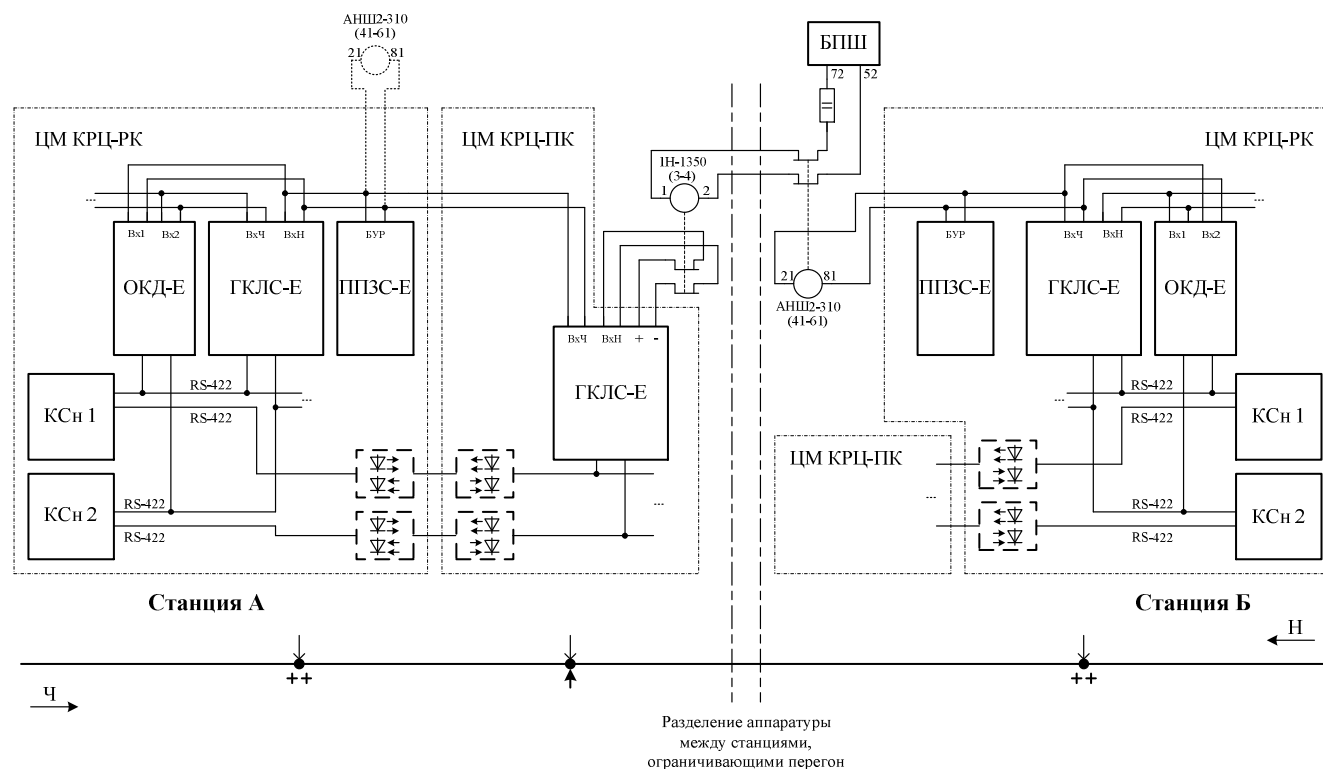 АНШ2-310
(41-61)
21 81
БПШ
72 52
ЦМ КРЦ-РК
ЦМ КРЦ-ПК
1Н-1350
(3-4)
1 2
ЦМ КРЦ-РК
...
Вх1 Вх2
ОКД-Е
ВхЧ ВхН
ГКЛС-Е
БУР
ППЗС-Е
21 81
АНШ2-310
(41-61)
БУР
ППЗС-Е
ВхЧ ВхН
ГКЛС-Е
Вх1 Вх2
ОКД-Е
...
ВхЧ ВхН + -
ГКЛС-Е
...
КСн 1
RS-422
RS-422
...
КСн 2
RS-422
RS-422
...
RS-422
RS-422
КСн 1
ЦМ КРЦ-ПК
...
RS-422
RS-422
КСн 2
Станция А
Станция Б
Н
++
++
Ч
Разделение аппаратуры
между станциями,
ограничивающими перегон